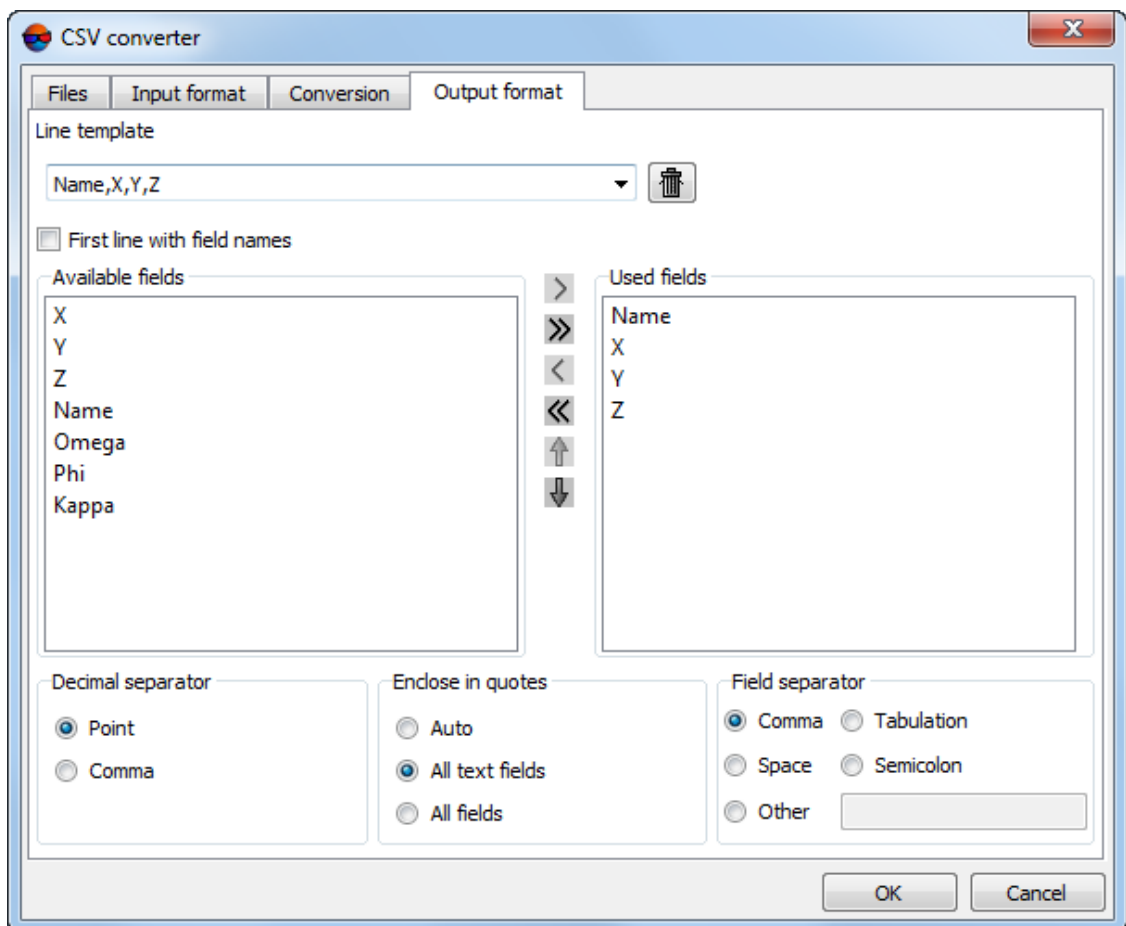 CSV converter
Files
Input format
Conversion
Output format
Line template
Name,X,Y,Z
First line with field names
Available fields
X
Y
Z
Name
Omega
Phi
Kappa
Used fields
Name
X
Y
Z
Decimal separator
Point
Comma
Enclose in quotes
Auto
All text fields
All fields
Field separator
Comma
Tabulation
Space
Semicolon
Other
OK
Cancel